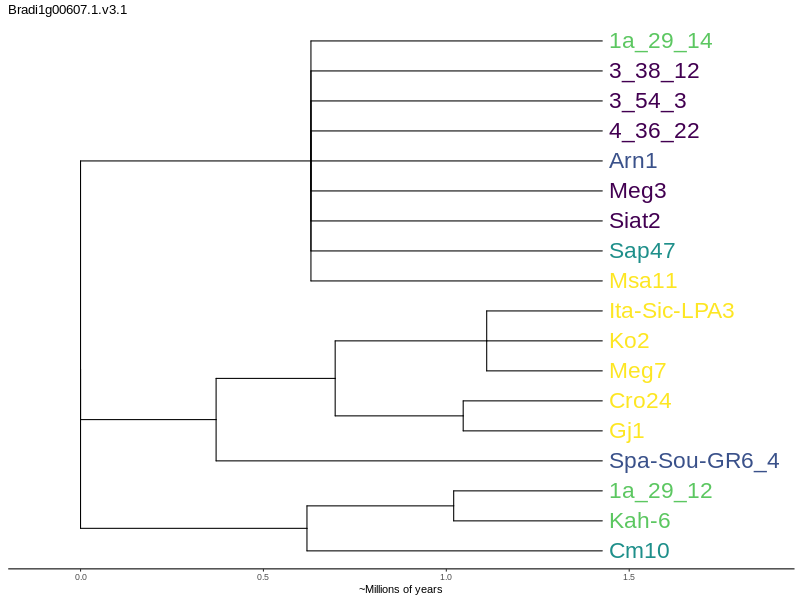 Bradi1g00607.1.v3.1
1a_29_14
3_38_12
3_54_3
4_36_22
Arn1
Meg3
Siat2
Sap47
Msa11
Ita-Sic-LPA3
Ko2
Meg7
Cro24
Gj1
Spa-Sou-GR6_4
1a_29_12
Kah-6
Cm10
0.0 0.5 1.0 1.5
~Millions of years